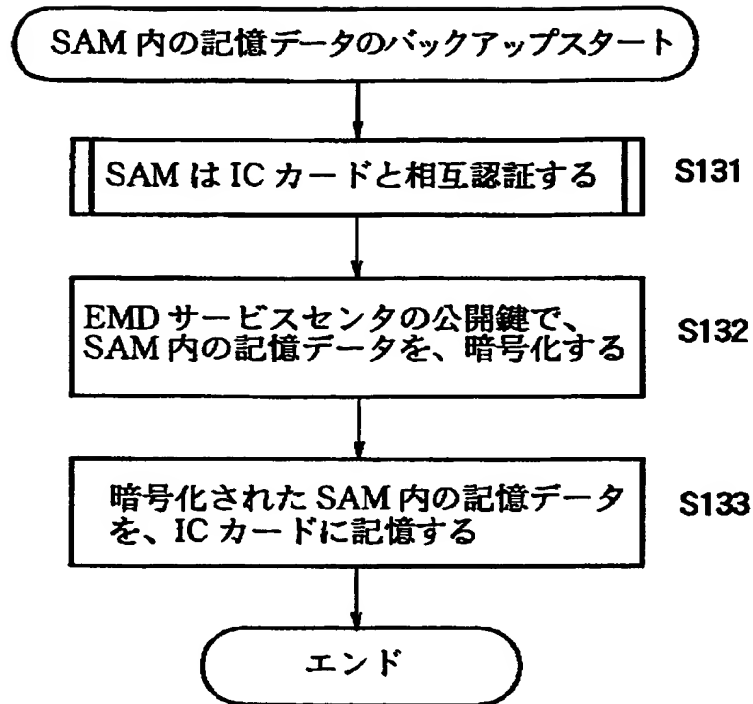 SAM 内の記憶データのバックアップスタート
SAM は IC カードと相互認証する
S131
EMD サービスセンタの公開鍵で、
SAM 内の記憶データを、暗号化する
S132
暗号化された SAM 内の記憶データ
を、IC カードに記憶する
S133
エンド